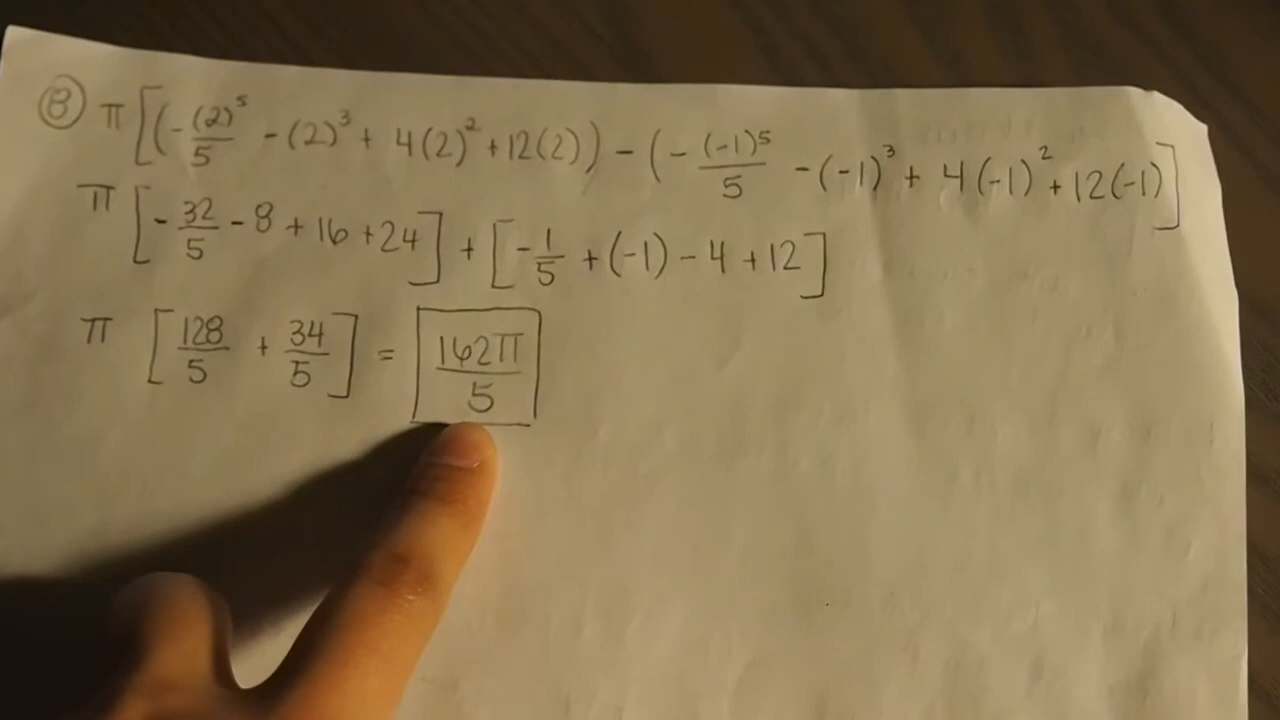 ⑧ π [(-(2)⁵/5 - (2)³ + 4(2)² + 12(2)) - (-(-1)⁵/5 - (-1)³ + 4(-1)² + 12(-1)]
π [-32/5 - 8 + 16 + 24] + [-1/5 + (-1) - 4 + 12]
π [128/5 + 34/5] = 162π/5